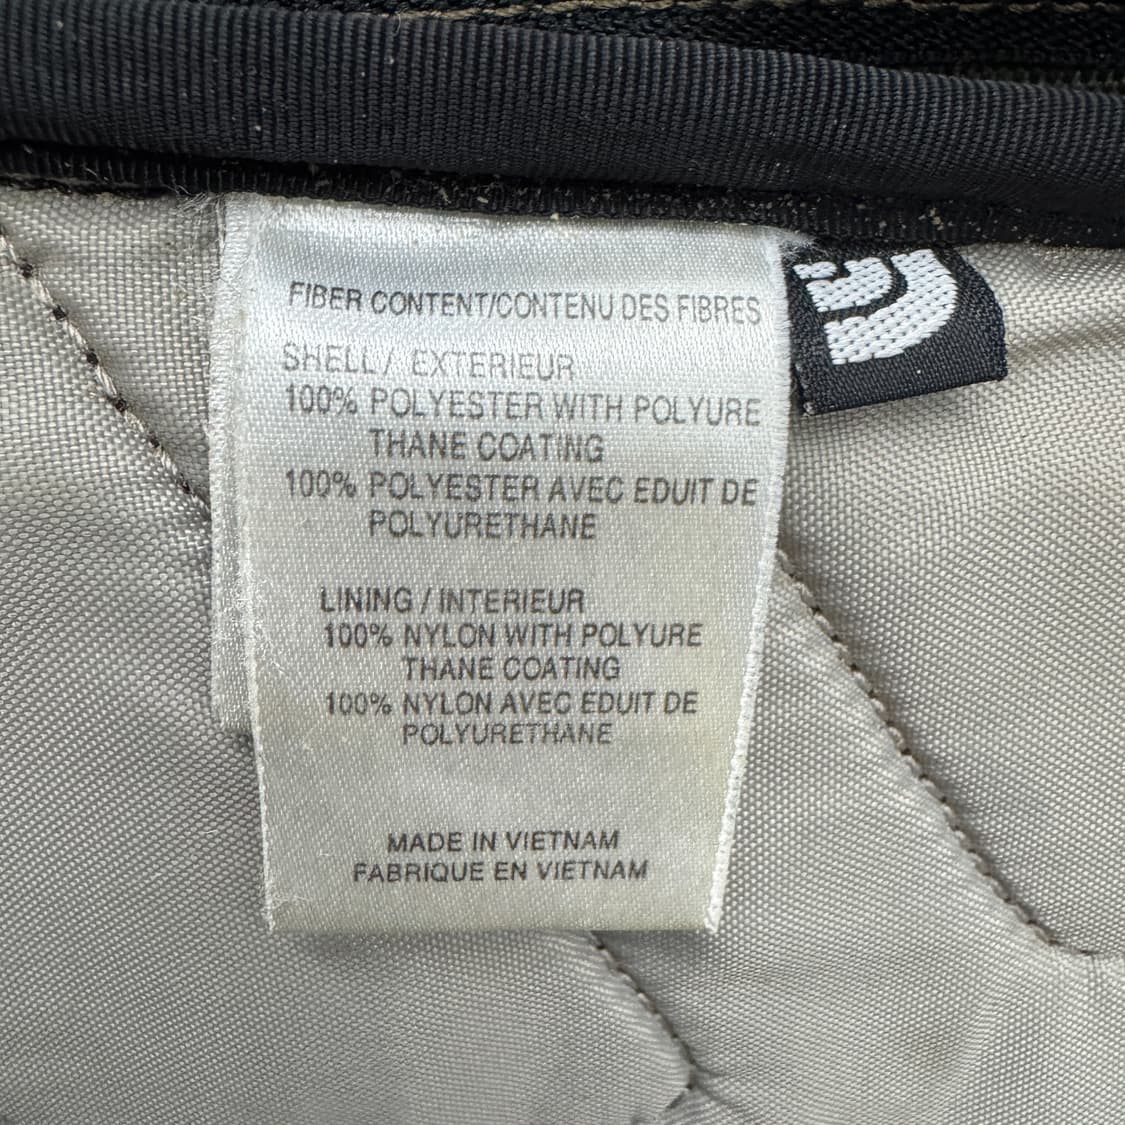 FIBER CONTENT/CONTENU DES FIBRES
SHELL / EXTERIEUR
100% POLYESTER WITH POLYURE
THANE COATING
100% POLYESTER AVEC EDUIT DE
POLYURETHANE
LINING / INTERIEUR
100% NYLON WITH POLYURE
THANE COATING
100% NYLON AVEC EDUIT DE
POLYURETHANE
MADE IN VIETNAM
FABRIQUE EN VIETNAM